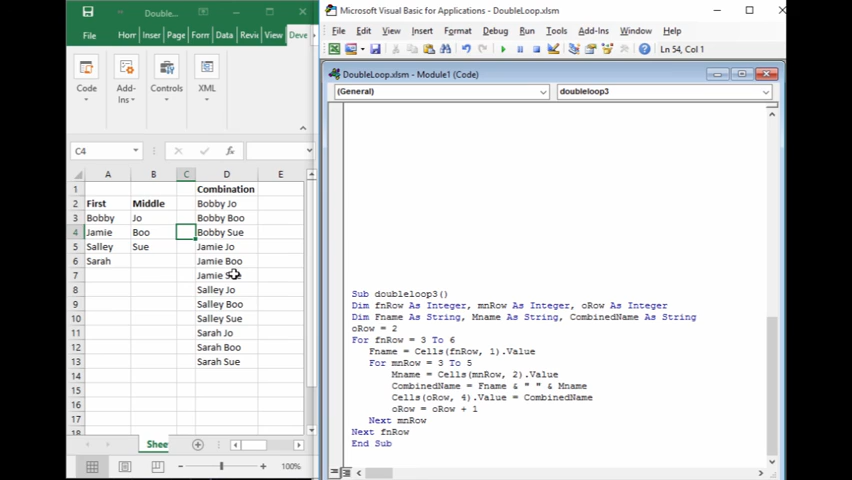 Double...
File Horr Inser Page Form Data Revie View Deve
Code Add-Ins Controls XML
C4
fx
A B C D E
1 Combination
2 First Middle Bobby Jo
3 Bobby Jo Bobby Boo
4 Jamie Boo Bobby Sue
5 Salley Sue Jamie Jo
6 Sarah Jamie Boo
7 Jamie
8 Salley Jo
9 Salley Boo
10 Salley Sue
11 Sarah Jo
12 Sarah Boo
13 Sarah Sue
14
15
16
17
18
Shee
100%
Microsoft Visual Basic for Applications - DoubleLoop.xlsm
File Edit View Insert Format Debug Run Tools Add-Ins Window Help
Ln 54, Col 1
DoubleLoop.xlsm - Module1 (Code)
(General) doubleloop3
Sub doubleloop3()
Dim fnRow As Integer, mnRow As Integer, oRow As Integer
Dim Fname As String, Mname As String, CombinedName As String
oRow = 2
For fnRow = 3 To 6
Fname = Cells(fnRow, 1).Value
For mnRow = 3 To 5
Mname = Cells(mnRow, 2).Value
CombinedName = Fname & " " & Mname
Cells(oRow, 4).Value = CombinedName
oRow = oRow + 1
Next mnRow
Next fnRow
End Sub